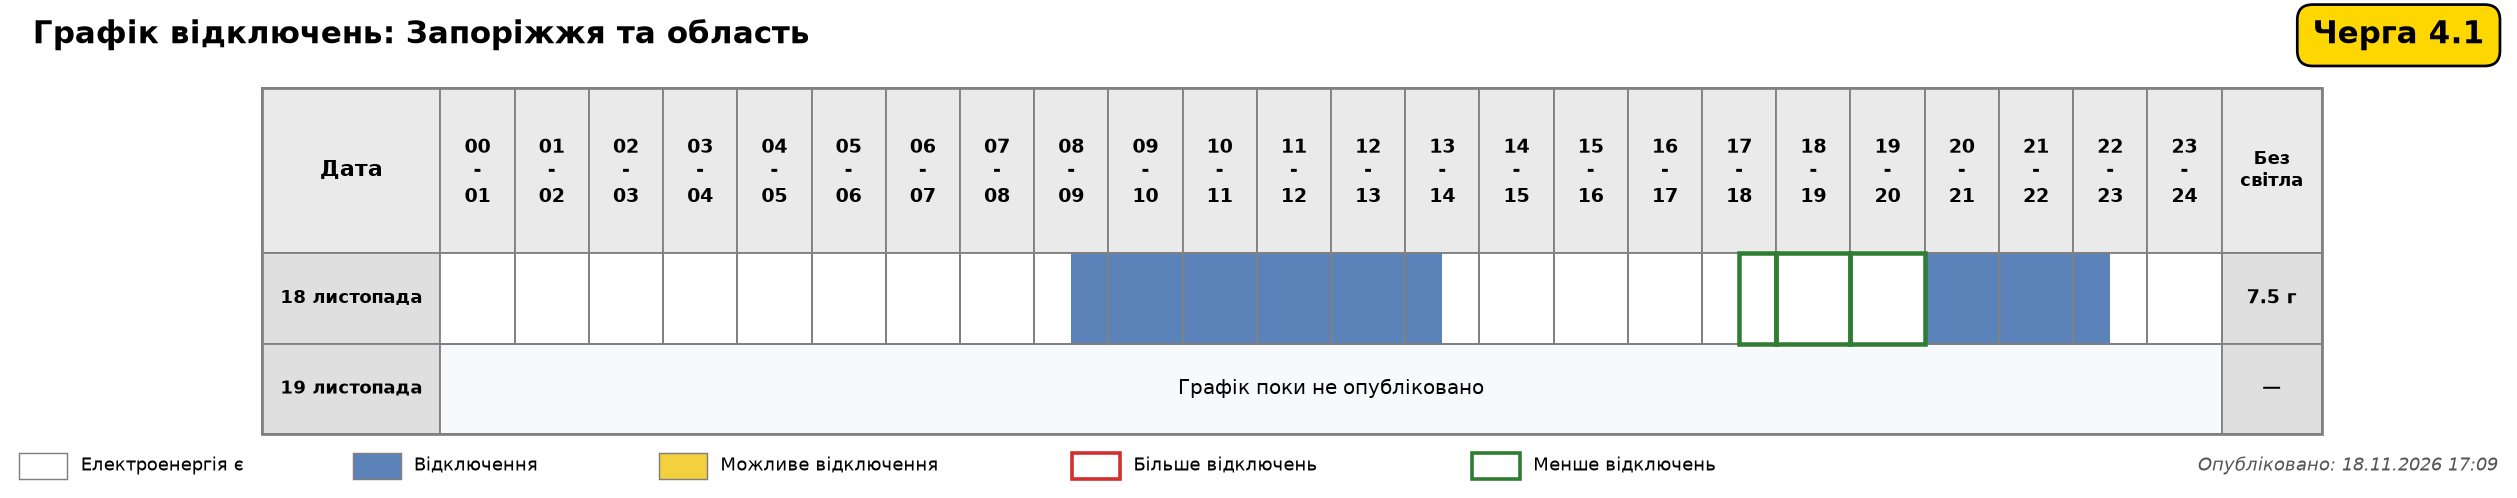 Графік відключень: Запоріжжя та область
Черга 4.1
Дата
00 - 01
01 - 02
02 - 03
03 - 04
04 - 05
05 - 06
06 - 07
07 - 08
08 - 09
09 - 10
10 - 11
11 - 12
12 - 13
13 - 14
14 - 15
15 - 16
16 - 17
17 - 18
18 - 19
19 - 20
20 - 21
21 - 22
22 - 23
23 - 24
Без
світла
18 листопада
7.5 г
19 листопада
Графік поки не опубліковано
—
Електроенергія є
Відключення
Можливе відключення
Більше відключень
Менше відключень
Опубліковано: 18.11.2026 17:09